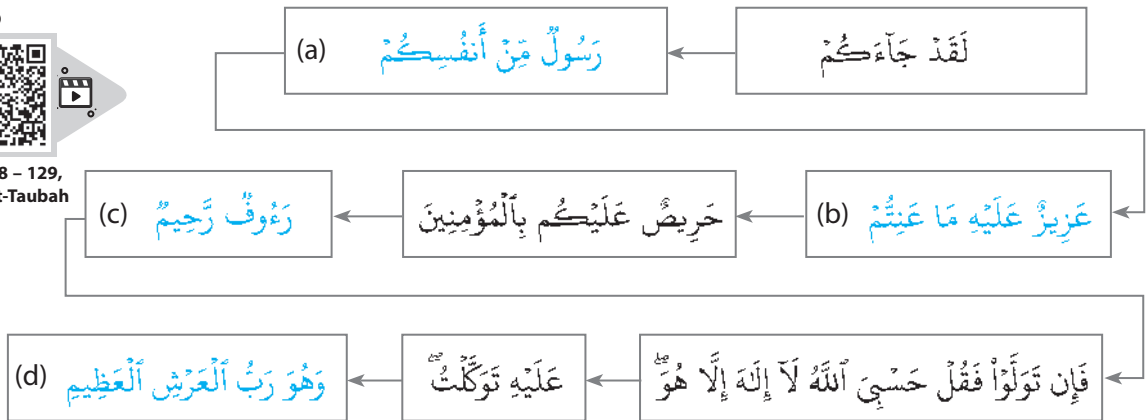 لَقَدۡ جَآءَكُمۡ
(a) رَسُولٞ مِّنۡ أَنفُسِكُمۡ
(b) عَزِيزٌ عَلَيۡهِ مَا عَنِتُّمۡ
حَرِيصٌ عَلَيۡكُم بِٱلۡمُؤۡمِنِينَ
(c) رَءُوفٞ رَّحِيمٞ
8 – 129,
t-Taubah
فَإِن تَوَلَّوۡاْ فَقُلۡ حَسۡبِيَ ٱللَّهُ لَآ إِلَٰهَ إِلَّا هُوَۖ
عَلَيۡهِ تَوَكَّلۡتُۖ
(d) وَهُوَ رَبُّ ٱلۡعَرۡشِ ٱلۡعَظِيمِ